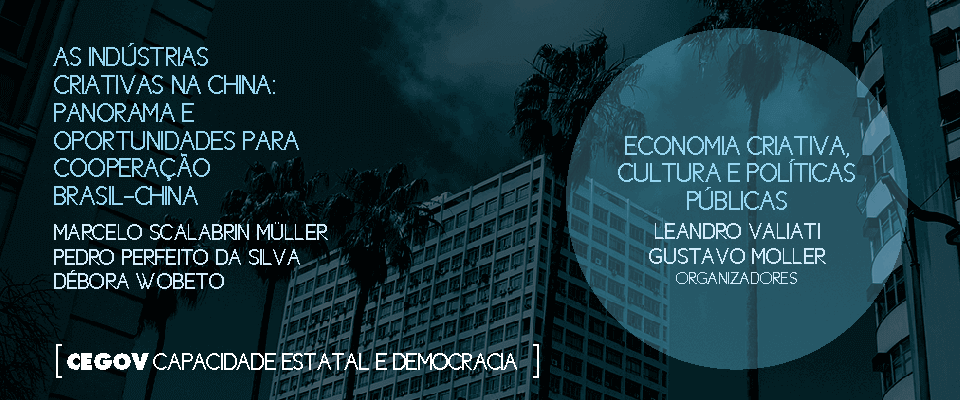 AS INDÚSTRIAS
CRIATIVAS NA CHINA:
PANORAMA E
OPORTUNIDADES PARA
COOPERAÇÃO
BRASIL-CHINA
MARCELO SCALABRIN MÜLLER
PEDRO PERFEITO DA SILVA
DÉBORA WOBETO
[CEGOV CAPACIDADE ESTATAL E DEMOCRACIA ]
ECONOMIA CRIATIVA,
CULTURA E POLÍTICAS
PÚBLICAS
LEANDRO VALIATI
GUSTAVO MOLLER
ORGANIZADORES